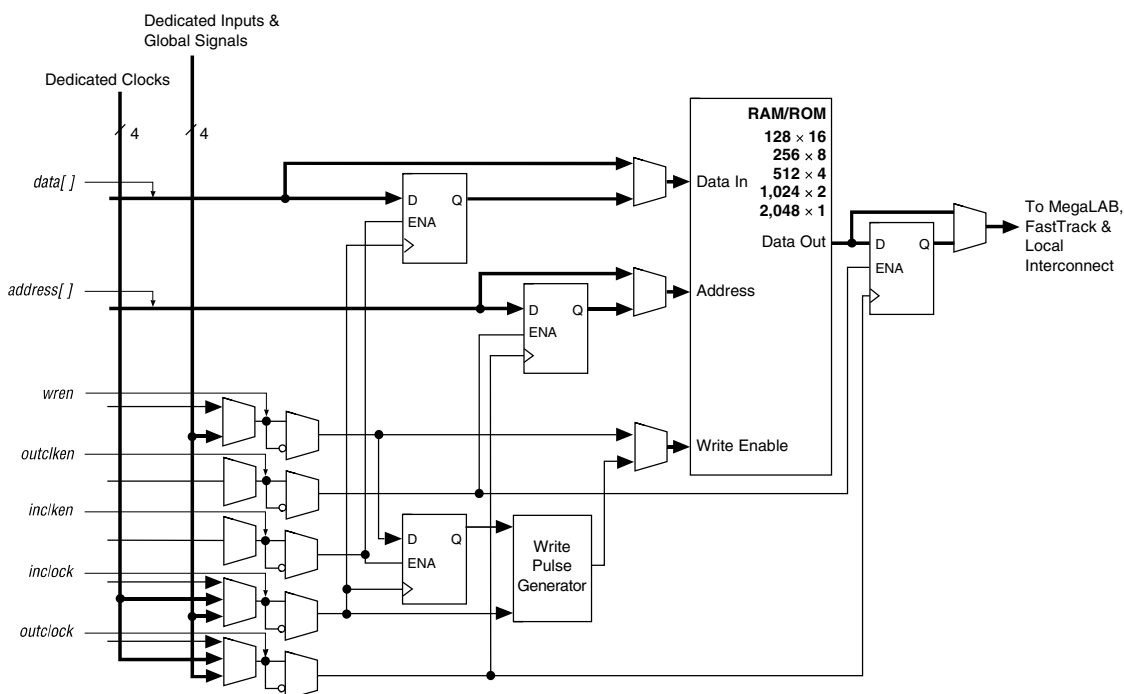 Dedicated Inputs &
Global Signals
Dedicated Clocks
4
4
RAM/ROM
128 × 16
256 × 8
512 × 4
1,024 × 2
2,048 × 1
data[ ]
D
Q
ENA
Data In
Data Out
D
Q
ENA
To MegaLAB,
FastTrack &
Local
Interconnect
address[ ]
D
Q
ENA
Address
wren
Write Enable
outclken
inclken
D
Q
ENA
Write
Pulse
Generator
inclock
outclock